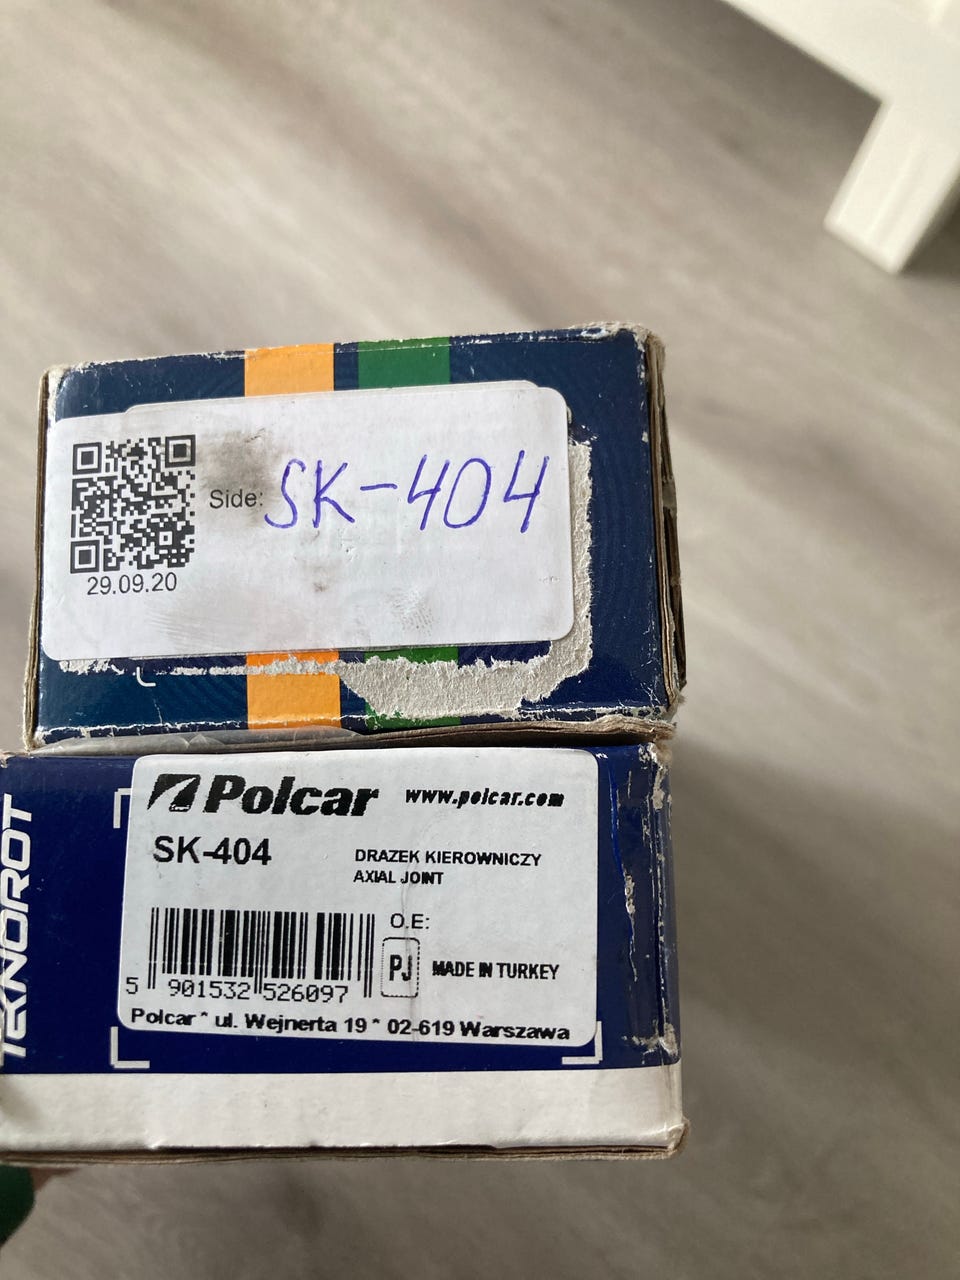 Side: SK-404
29.09.20
TEKNOROT
Polcar www.polcar.com
SK-404
DRAZEK KIEROWNICZY
AXIAL JOINT
O.E:
PJ MADE IN TURKEY
5 901532 526097
Polcar * ul. Wejnerta 19 * 02-619 Warszawa